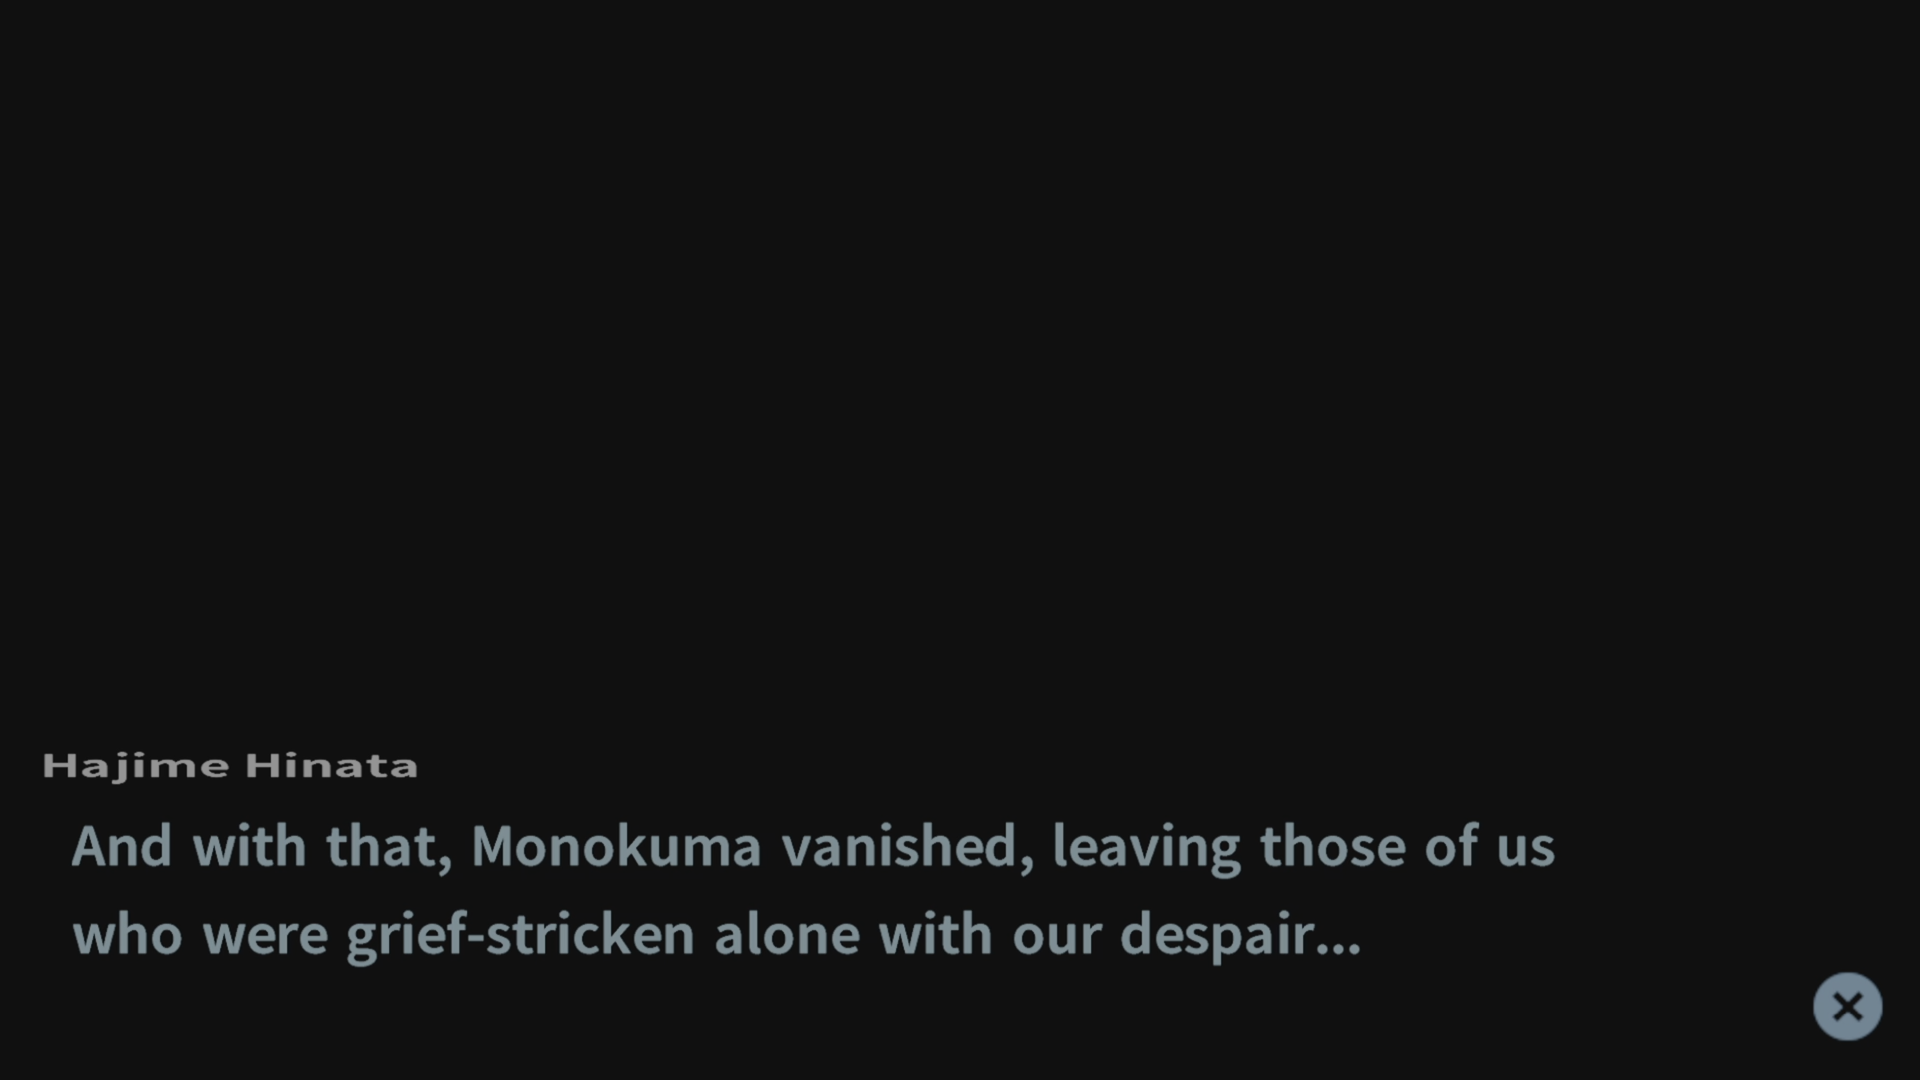 Hajime Hinata
And with that, Monokuma vanished, leaving those of us
who were grief-stricken alone with our despair...